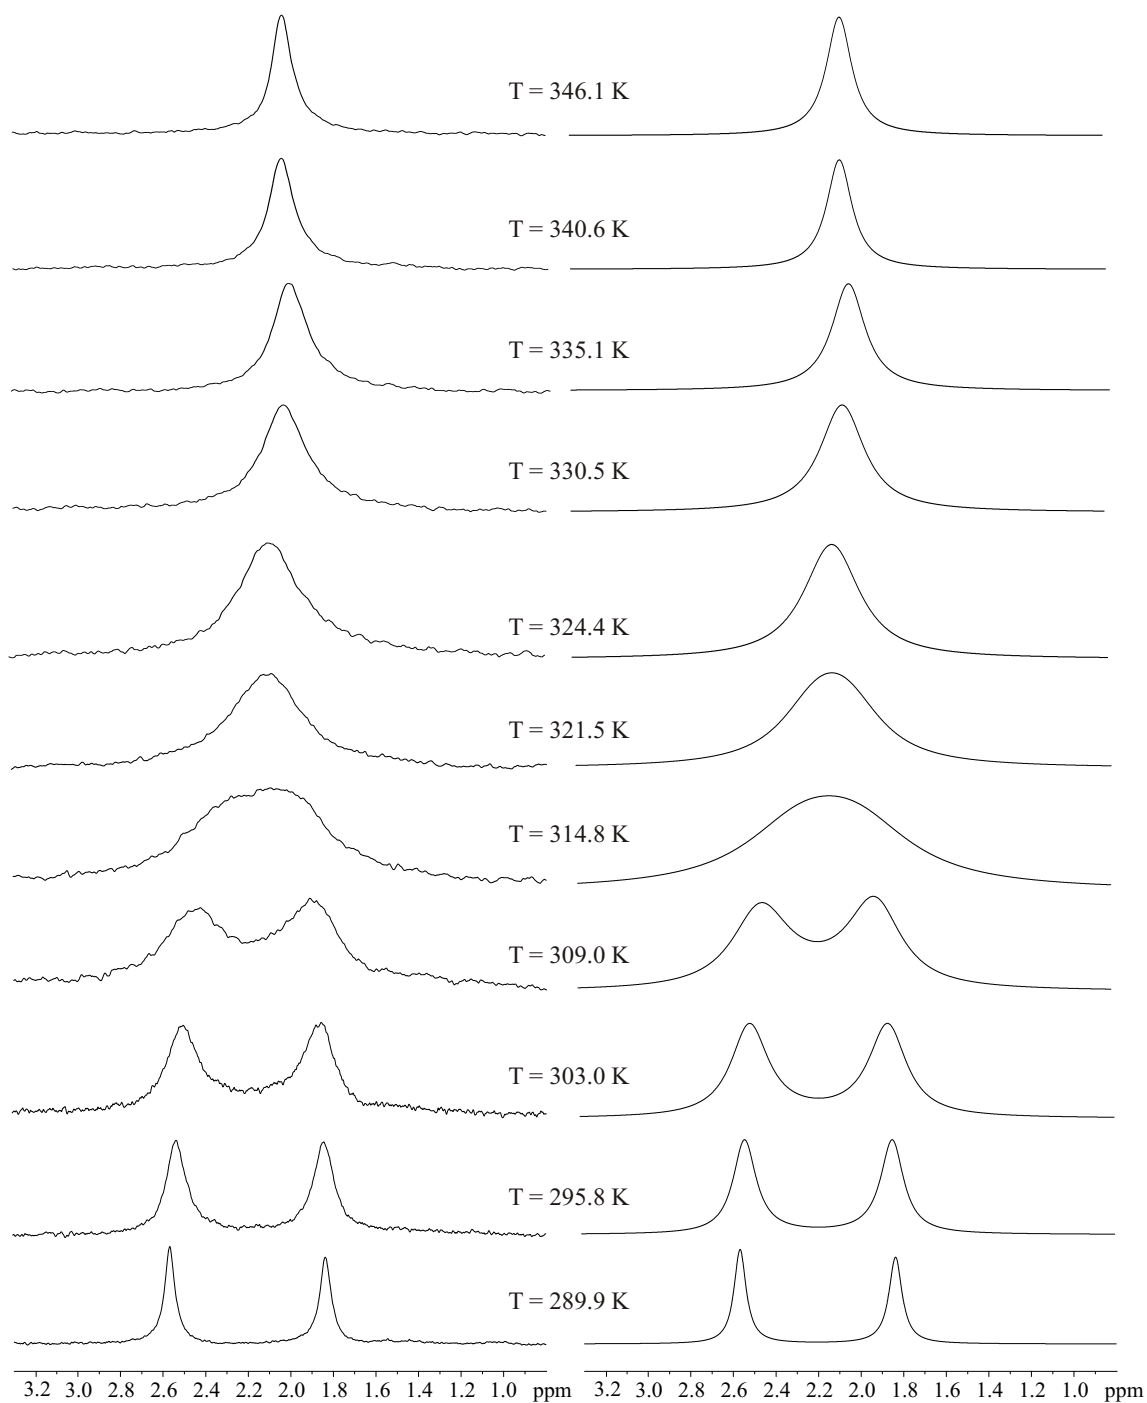 T = 346.1 K
T = 340.6 K
T = 335.1 K
T = 330.5 K
T = 324.4 K
T = 321.5 K
T = 314.8 K
T = 309.0 K
T = 303.0 K
T = 295.8 K
T = 289.9 K
3.2 3.0 2.8 2.6 2.4 2.2 2.0 1.8 1.6 1.4 1.2 1.0 ppm 3.2 3.0 2.8 2.6 2.4 2.2 2.0 1.8 1.6 1.4 1.2 1.0 ppm